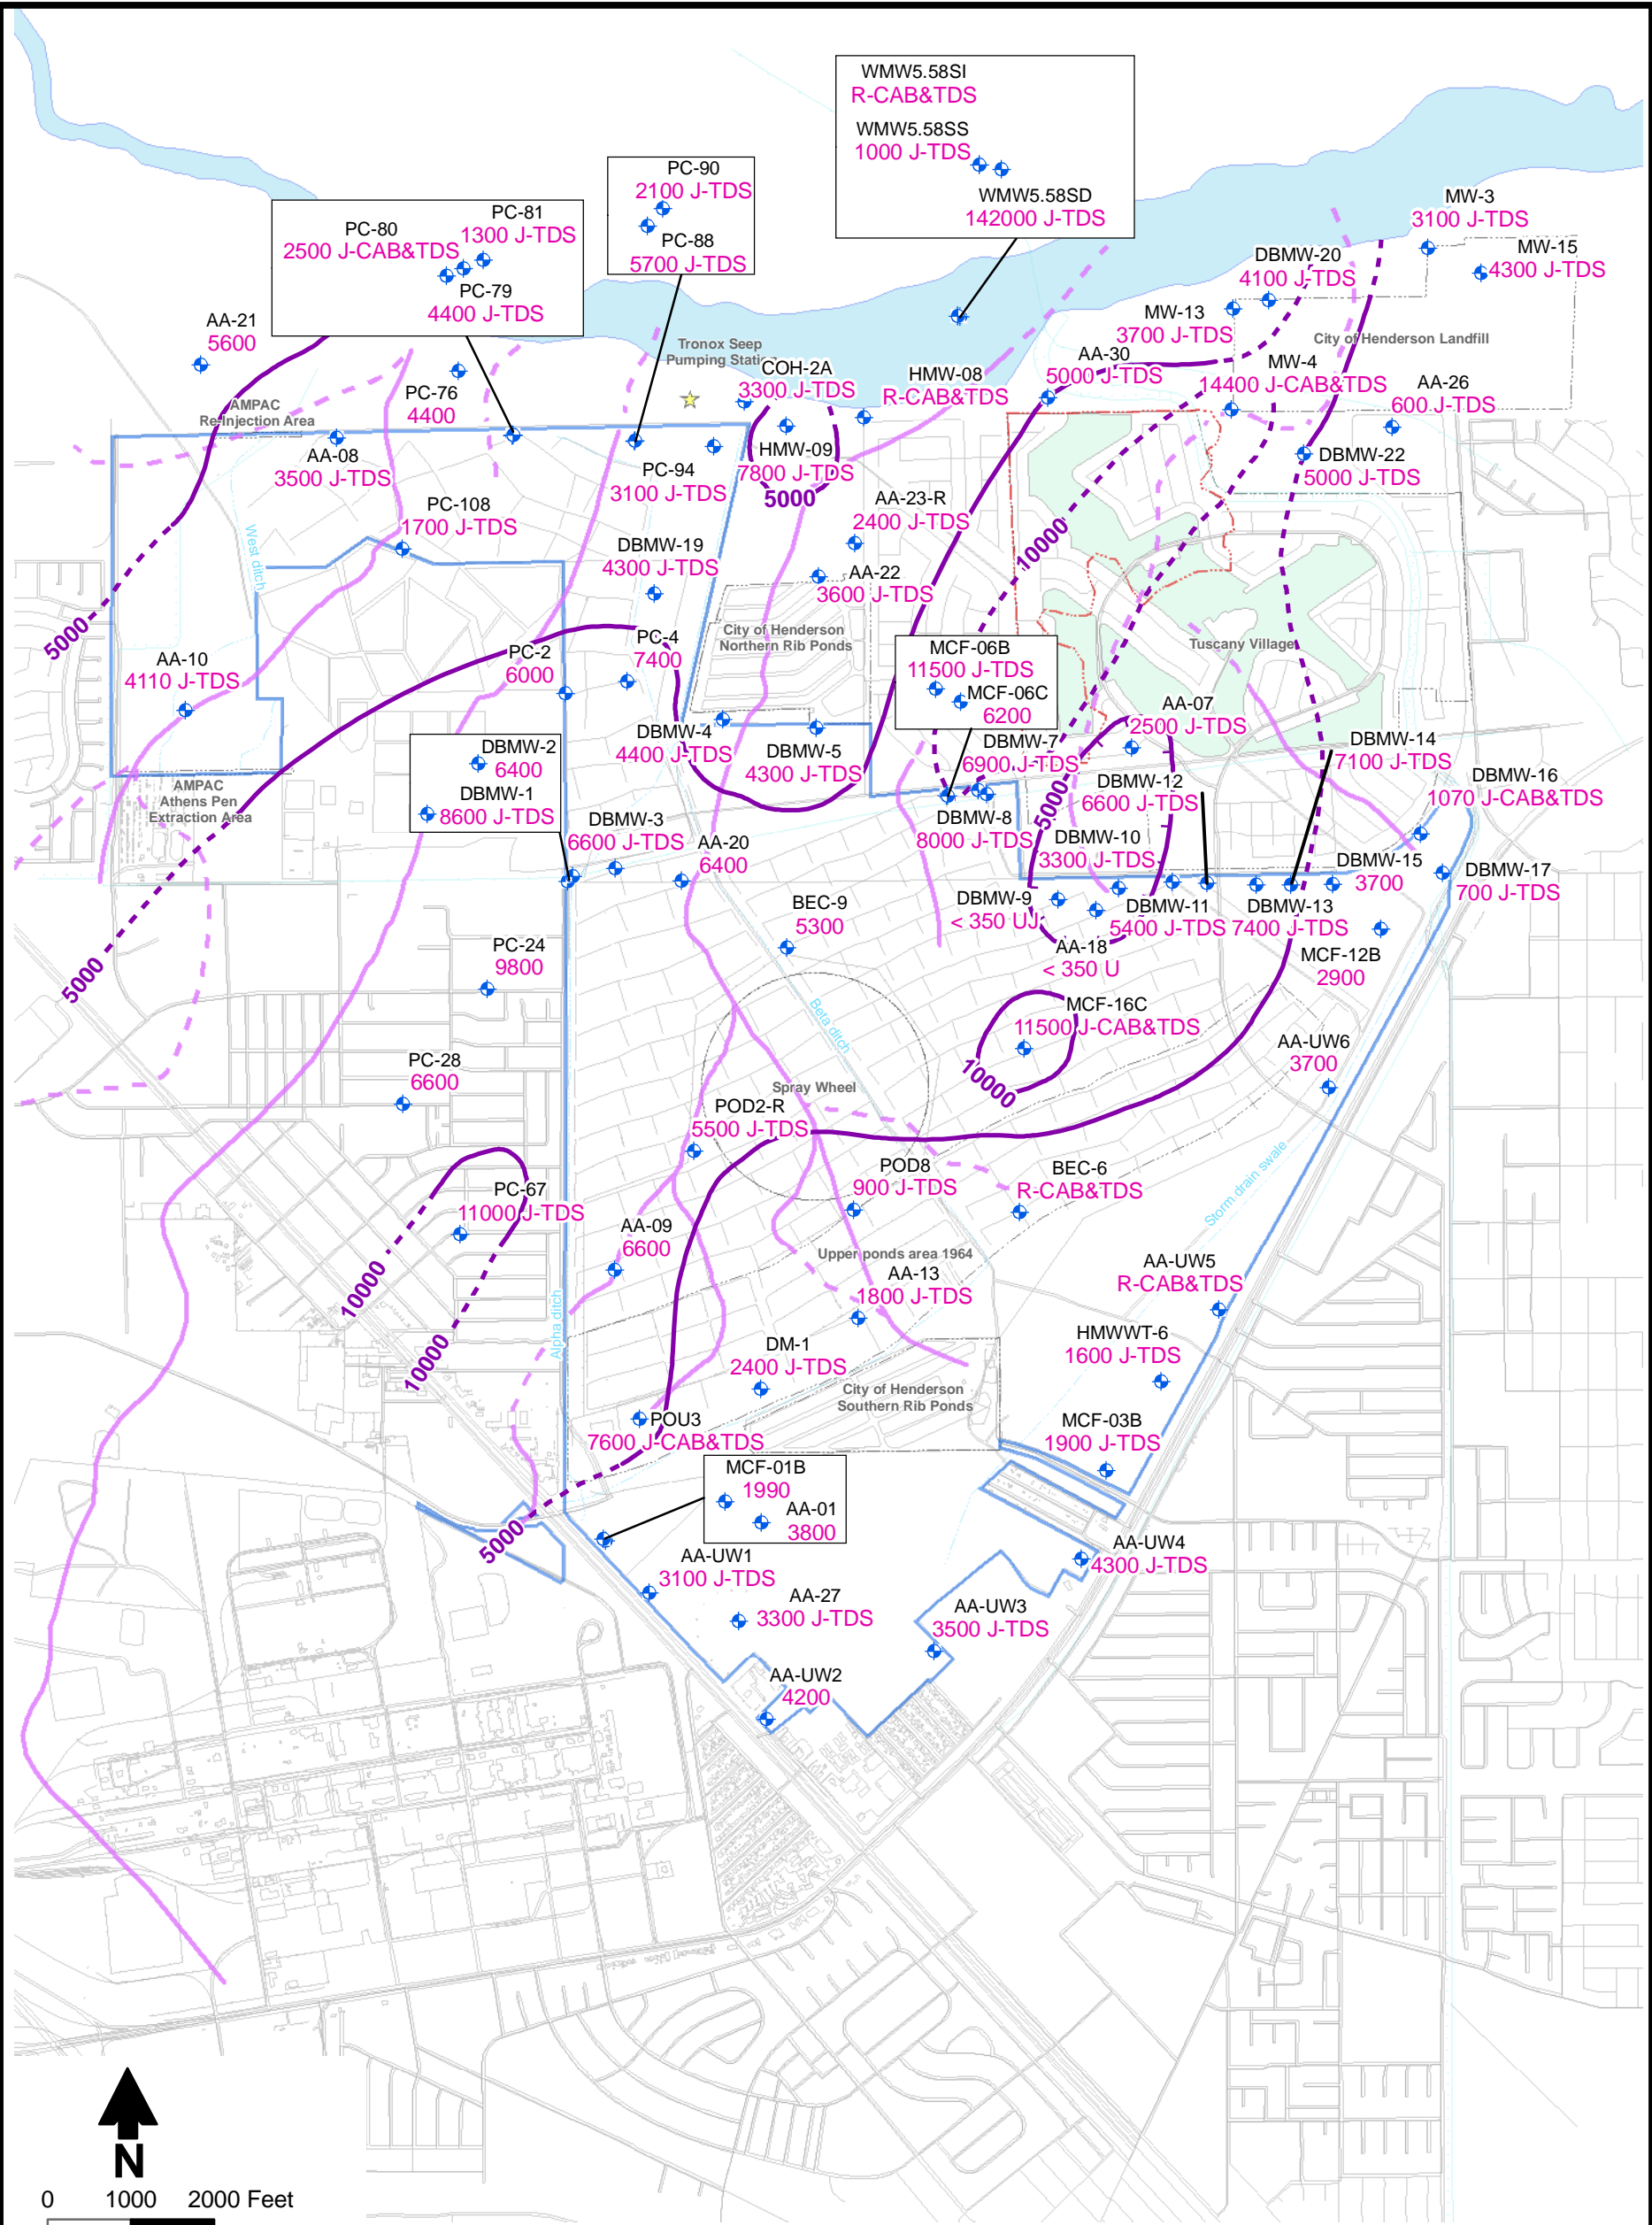 WMW5.58SI
R-CAB&TDS
WMW5.58SS
1000 J-TDS
WMW5.58SD
142000 J-TDS
PC-90
2100 J-TDS
PC-88
5700 J-TDS
PC-81
1300 J-TDS
PC-80
2500 J-CAB&TDS
PC-79
4400 J-TDS
MW-3
3100 J-TDS
MW-15
4300 J-TDS
DBMW-20
4100 J-TDS
MW-13
3700 J-TDS
City of Henderson Landfill
AA-21
5600
Tronox Seep
Pumping Station
COH-2A
3300 J-TDS
HMW-08
R-CAB&TDS
AA-30
5000 J-TDS
MW-4
14400 J-CAB&TDS
AA-26
600 J-TDS
PC-76
4400
AMPAC
Re-Injection Area
AA-08
3500 J-TDS
PC-94
3100 J-TDS
HMW-09
7800 J-TDS
5000
DBMW-22
5000 J-TDS
PC-108
1700 J-TDS
AA-23-R
2400 J-TDS
10000
West ditch
DBMW-19
4300 J-TDS
AA-22
3600 J-TDS
5000
City of Henderson
Northern Rib Ponds
Tuscany Village
AA-10
4110 J-TDS
PC-2
6000
PC-4
7400
MCF-06B
11500 J-TDS
MCF-06C
6200
AA-07
2500 J-TDS
DBMW-4
4400 J-TDS
DBMW-5
4300 J-TDS
DBMW-7
6900 J-TDS
DBMW-14
7100 J-TDS
DBMW-2
6400
DBMW-1
8600 J-TDS
AMPAC
Athens Pen
Extraction Area
DBMW-12
6600 J-TDS
DBMW-16
1070 J-CAB&TDS
5000
DBMW-3
6600 J-TDS
AA-20
6400
DBMW-8
8000 J-TDS
DBMW-10
3300 J-TDS
DBMW-15
3700
DBMW-17
700 J-TDS
BEC-9
5300
DBMW-9
< 350 UJ
DBMW-11
5400 J-TDS
DBMW-13
7400 J-TDS
AA-18
< 350 U
MCF-12B
2900
5000
PC-24
9800
Beta ditch
MCF-16C
11500 J-CAB&TDS
10000
AA-UW6
3700
PC-28
6600
Spray Wheel
POD2-R
5500 J-TDS
POD8
900 J-TDS
BEC-6
R-CAB&TDS
Storm drain swale
PC-67
11000 J-TDS
AA-09
6600
Upper ponds area 1964
AA-13
1800 J-TDS
AA-UW5
R-CAB&TDS
10000
Alpha ditch
10000
HMWWT-6
1600 J-TDS
DM-1
2400 J-TDS
City of Henderson
Southern Rib Ponds
POU3
7600 J-CAB&TDS
MCF-03B
1900 J-TDS
MCF-01B
1990
AA-01
3800
5000
AA-UW4
4300 J-TDS
AA-UW1
3100 J-TDS
AA-27
3300 J-TDS
AA-UW3
3500 J-TDS
AA-UW2
4200
N
0 1000 2000 Feet